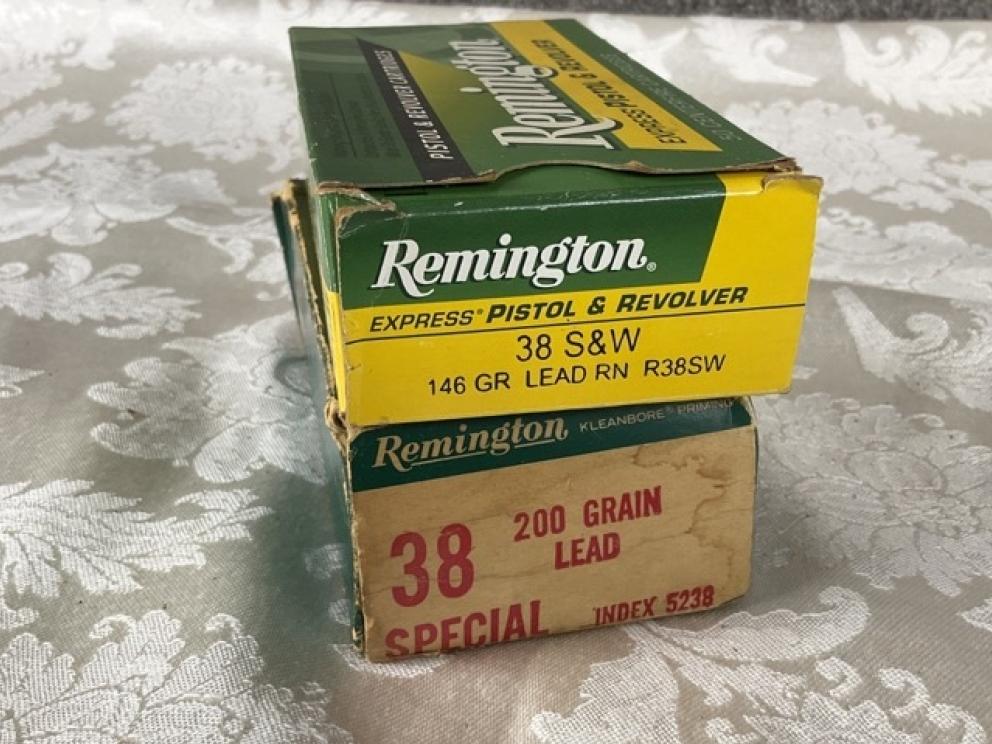 PISTOL & REVOLVER CARTRIDGES
Remington
EXPRESS PISTOL & REVOLVER
Remington®
EXPRESS® PISTOL & REVOLVER
38 S&W
146 GR LEAD RN R38SW
Remington KLEANBORE® PRIMING
38 200 GRAIN
LEAD
SPECIAL INDEX 5238